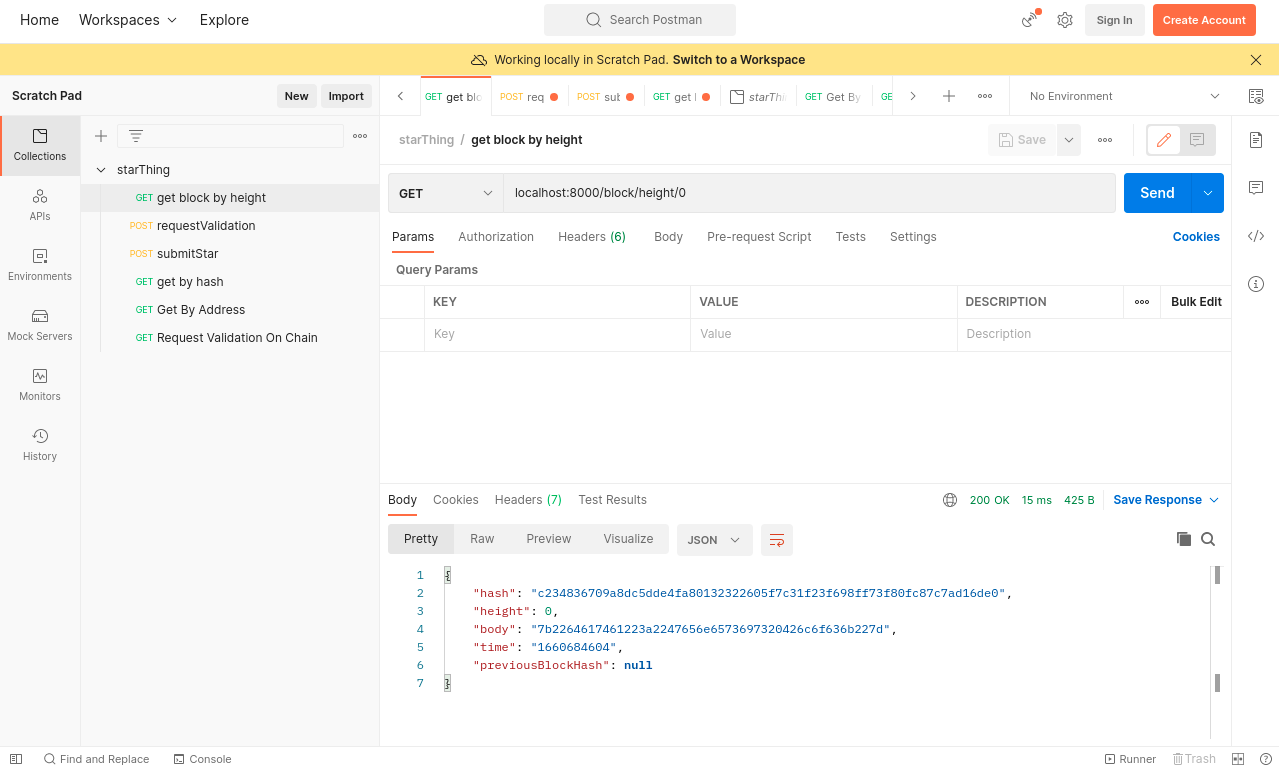 Home Workspaces Explore Search Postman Sign In Create Account
Working locally in Scratch Pad. Switch to a Workspace
Scratch Pad New Import
GET get blo POST req POST sub GET get starThi GET Get By GE No Environment
Collections
APIs
Environments
Mock Servers
Monitors
History
starThing
GET get block by height
POST requestValidation
POST submitStar
GET get by hash
GET Get By Address
GET Request Validation On Chain
starThing / get block by height Save
GET localhost:8000/block/height/0 Send
Params Authorization Headers (6) Body Pre-request Script Tests Settings Cookies
Query Params
KEY VALUE DESCRIPTION Bulk Edit
Key Value Description
Body Cookies Headers (7) Test Results 200 OK 15 ms 425 B Save Response
Pretty Raw Preview Visualize JSON
1 {
2 "hash": "c234836709a8dc5dde4fa80132322605f7c31f23f698ff73f80fc87c7ad16de0",
3 "height": 0,
4 "body": "7b2264617461223a2247656e6573697320426c6f636b227d",
5 "time": "1660684604",
6 "previousBlockHash": null
7 }
Find and Replace Console Runner Trash